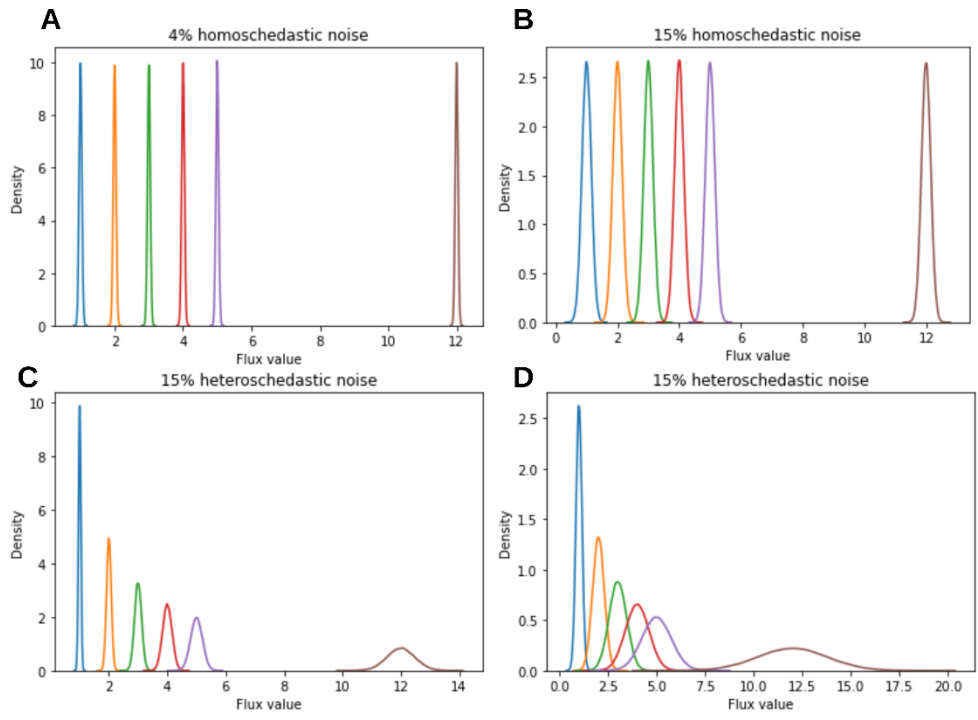 A
4% homoschedastic noise
10
8
6
4
2
0
Density
2 4 6 8 10 12
Flux value
B
15% homoschedastic noise
2.5
2.0
1.5
1.0
0.5
0.0
Density
0 2 4 6 8 10 12
Flux value
C
15% heteroschedastic noise
10
8
6
4
2
0
Density
2 4 6 8 10 12 14
Flux value
D
15% heteroschedastic noise
2.5
2.0
1.5
1.0
0.5
0.0
Density
0.0 2.5 5.0 7.5 10.0 12.5 15.0 17.5 20.0
Flux value